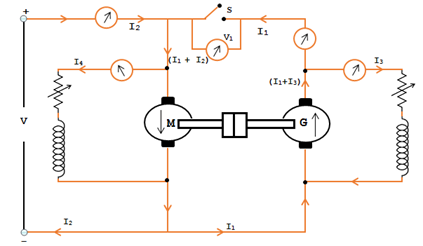 +
I₂
S
V₁
I₁
I₄
(I₁ + I₂)
I₃
(I₁+I₃)
V
M
G
I₂
I₁
-